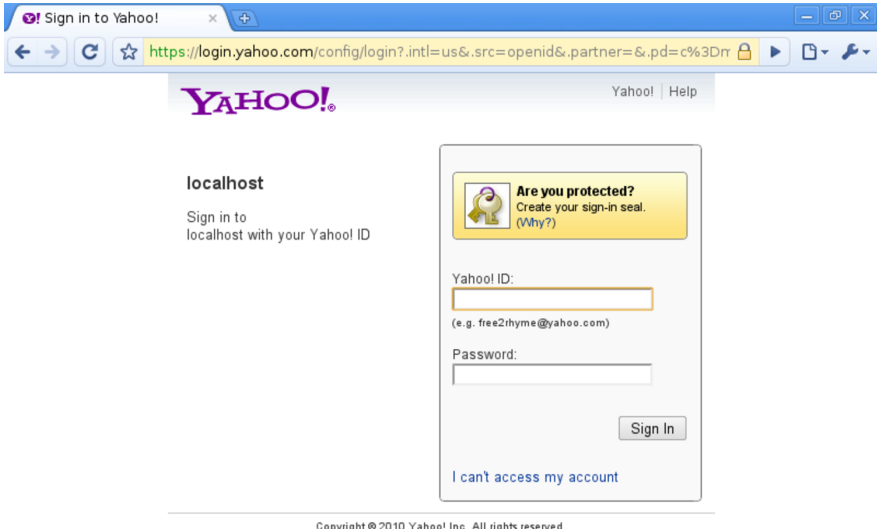 Sign in to Yahoo!
https://login.yahoo.com/config/login?.intl=us&.src=openid&.partner=&.pd=c%3Dm
YAHOO!®
Yahoo! | Help
localhost
Sign in to
localhost with your Yahoo! ID
Are you protected?
Create your sign-in seal.
(Why?)
Yahoo! ID:
(e.g. free2rhyme@yahoo.com)
Password:
Sign In
I can't access my account
Copyright © 2010 Yahoo! Inc. All rights reserved.